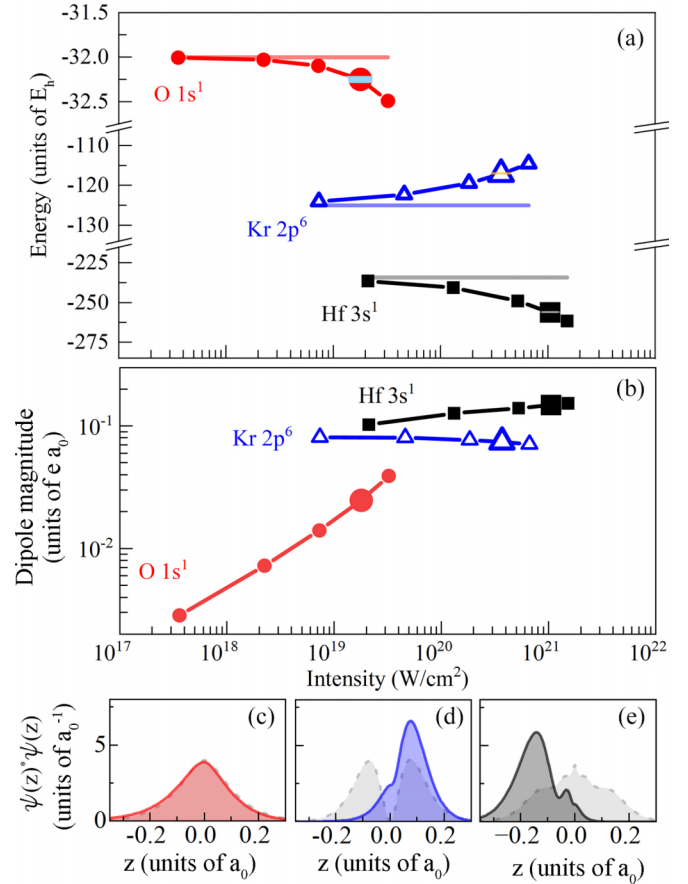 (a)
-31.5
-32.0
-32.5
O 1s¹
-110
-120
-130
Kr 2p⁶
-225
-250
-275
Hf 3s¹
Energy (units of Eₕ)
(b)
Hf 3s¹
10⁻¹
Kr 2p⁶
10⁻²
O 1s¹
Dipole magnitude
(units of e a₀)
10¹⁷ 10¹⁸ 10¹⁹ 10²⁰ 10²¹ 10²²
Intensity (W/cm²)
(c) (d) (e)
5
0
ψ(z)*ψ(z)
(units of a₀⁻¹)
-0.2 0.0 0.2 -0.2 0.0 0.2 −0.2 0.0 0.2
z (units of a₀) z (units of a₀) z (units of a₀)